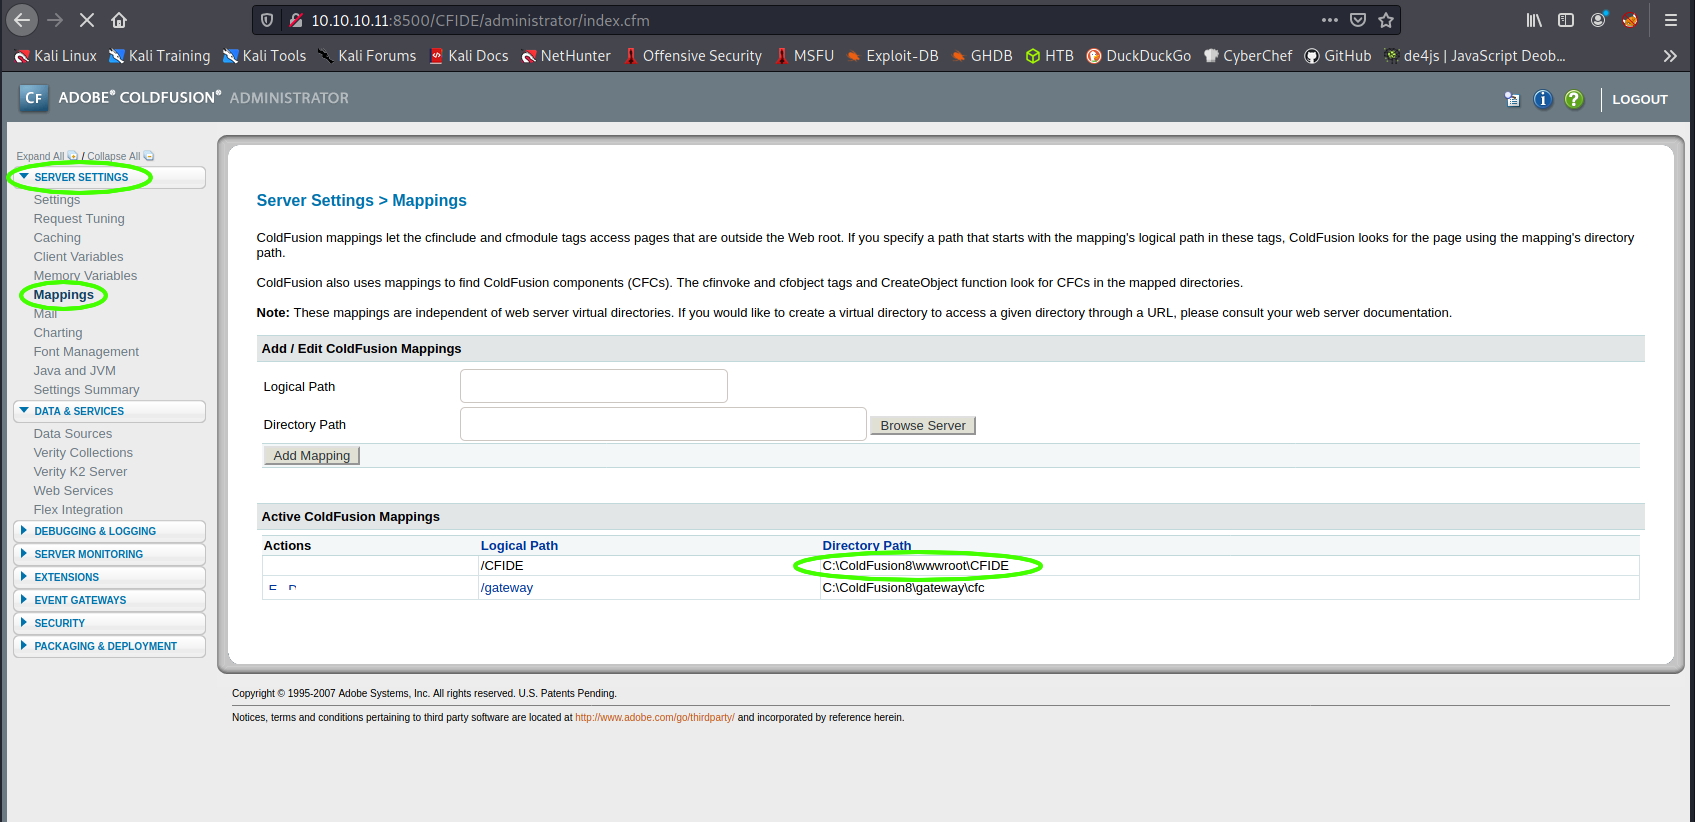 10.10.10.11:8500/CFIDE/administrator/index.cfm
Kali Linux Kali Training Kali Tools Kali Forums Kali Docs NetHunter Offensive Security MSFU Exploit-DB GHDB HTB DuckDuckGo CyberChef GitHub de4js | JavaScript Deob...
CF ADOBE® COLDFUSION® ADMINISTRATOR
LOGOUT
Expand All / Collapse All
SERVER SETTINGS
Settings
Request Tuning
Caching
Client Variables
Memory Variables
Mappings
Mail
Charting
Font Management
Java and JVM
Settings Summary
DATA & SERVICES
Data Sources
Verity Collections
Verity K2 Server
Web Services
Flex Integration
DEBUGGING & LOGGING
SERVER MONITORING
EXTENSIONS
EVENT GATEWAYS
SECURITY
PACKAGING & DEPLOYMENT
Server Settings > Mappings
ColdFusion mappings let the cfinclude and cfmodule tags access pages that are outside the Web root. If you specify a path that starts with the mapping's logical path in these tags, ColdFusion looks for the page using the mapping's directory
path.
ColdFusion also uses mappings to find ColdFusion components (CFCs). The cfinvoke and cfobject tags and CreateObject function look for CFCs in the mapped directories.
Note: These mappings are independent of web server virtual directories. If you would like to create a virtual directory to access a given directory through a URL, please consult your web server documentation.
Add / Edit ColdFusion Mappings
Logical Path
Directory Path
Browse Server
Add Mapping
Active ColdFusion Mappings
Actions Logical Path Directory Path
/CFIDE C:\ColdFusion8\wwwroot\CFIDE
/gateway C:\ColdFusion8\gateway\cfc
Copyright © 1995-2007 Adobe Systems, Inc. All rights reserved. U.S. Patents Pending.
Notices, terms and conditions pertaining to third party software are located at http://www.adobe.com/go/thirdparty/ and incorporated by reference herein.